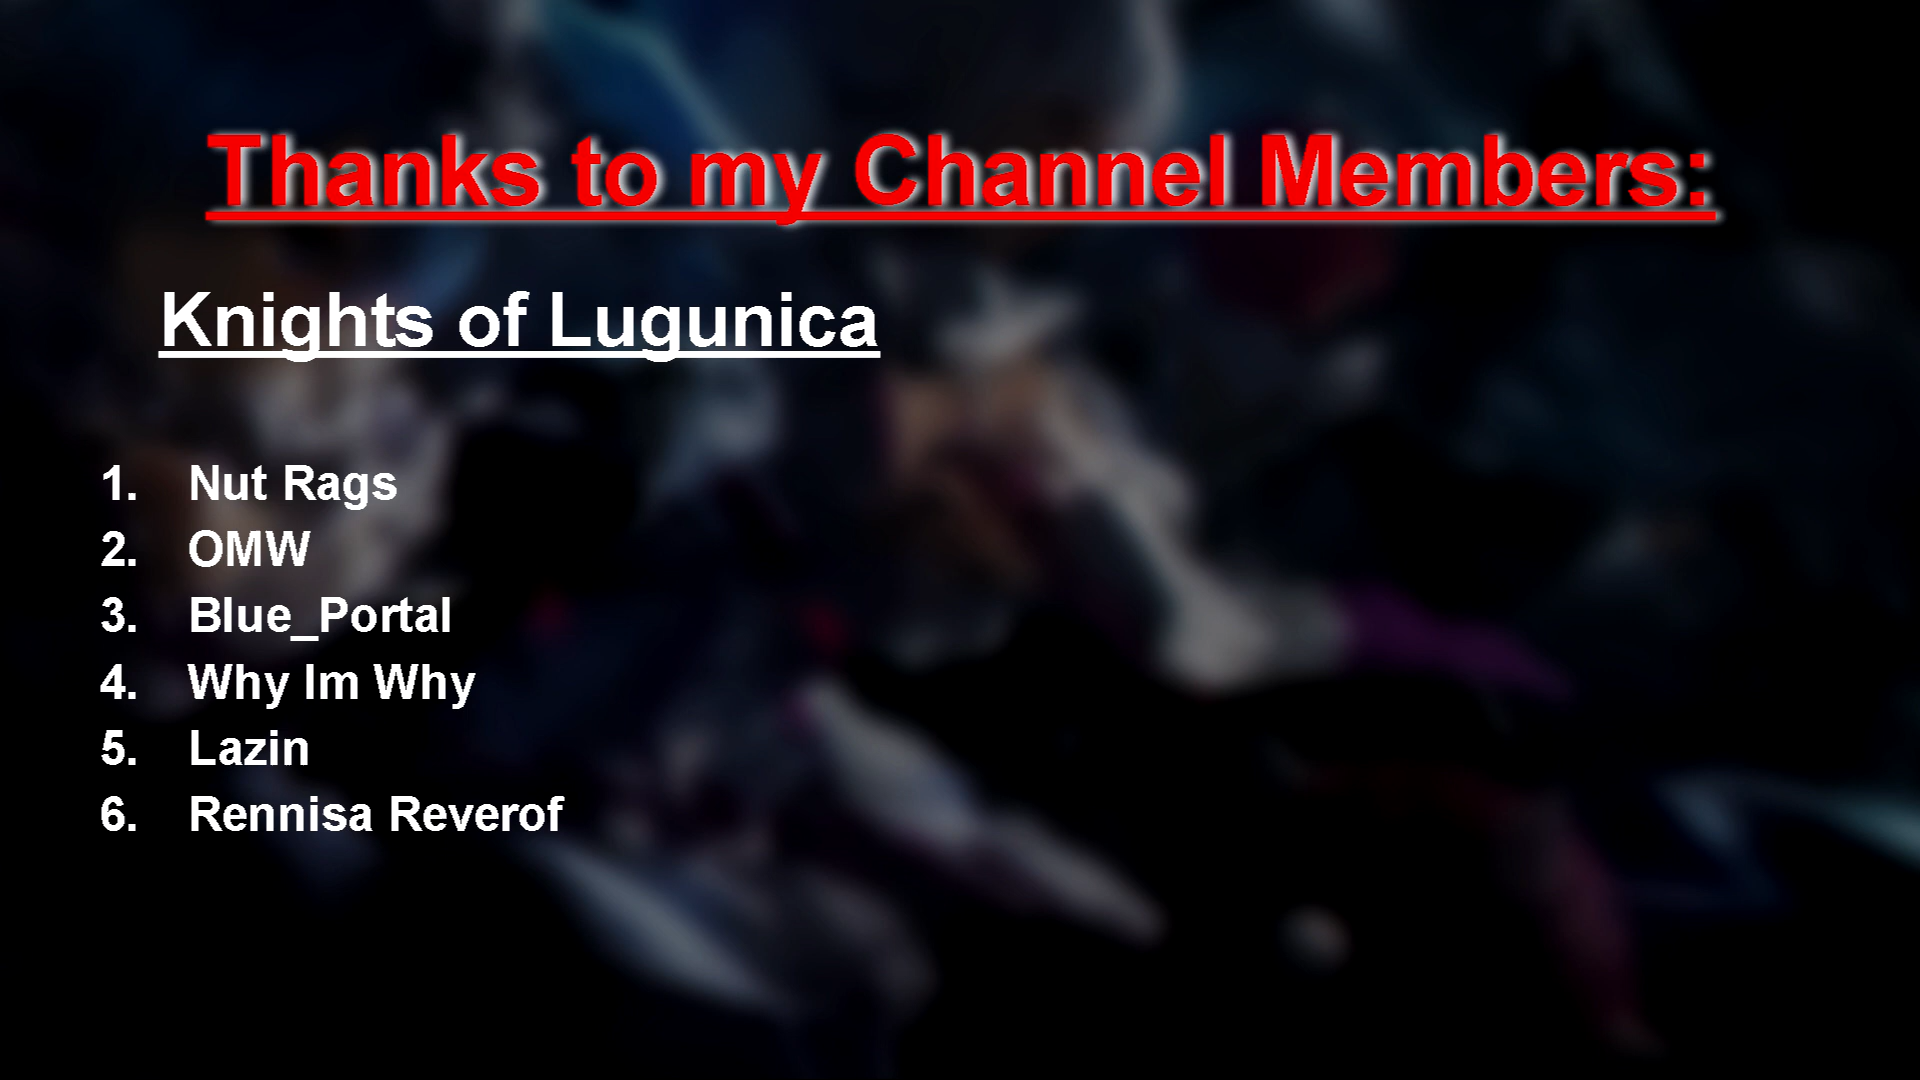 Thanks to my Channel Members:
Knights of Lugunica
1. Nut Rags
2. OMW
3. Blue_Portal
4. Why Im Why
5. Lazin
6. Rennisa Reverof